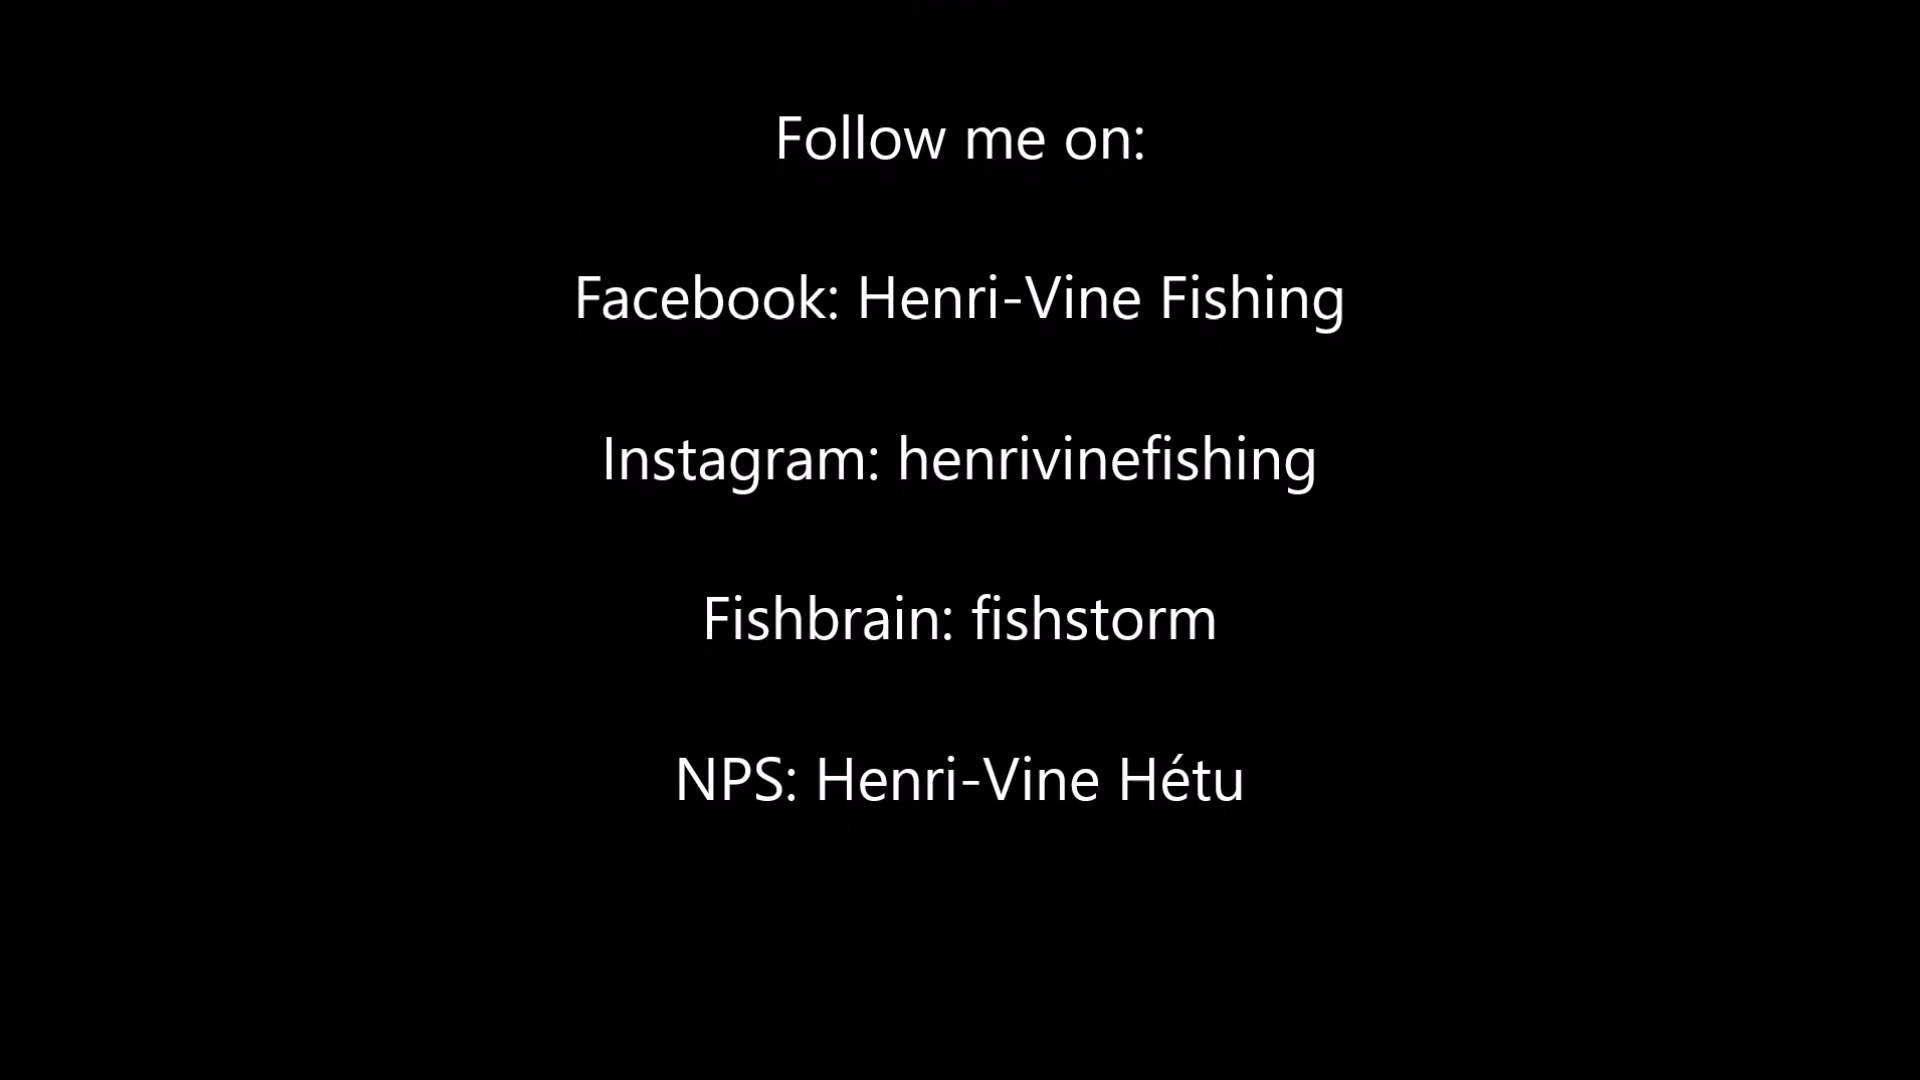 Follow me on:
Facebook: Henri-Vine Fishing
Instagram: henrivinefishing
Fishbrain: fishstorm
NPS: Henri-Vine Hétu